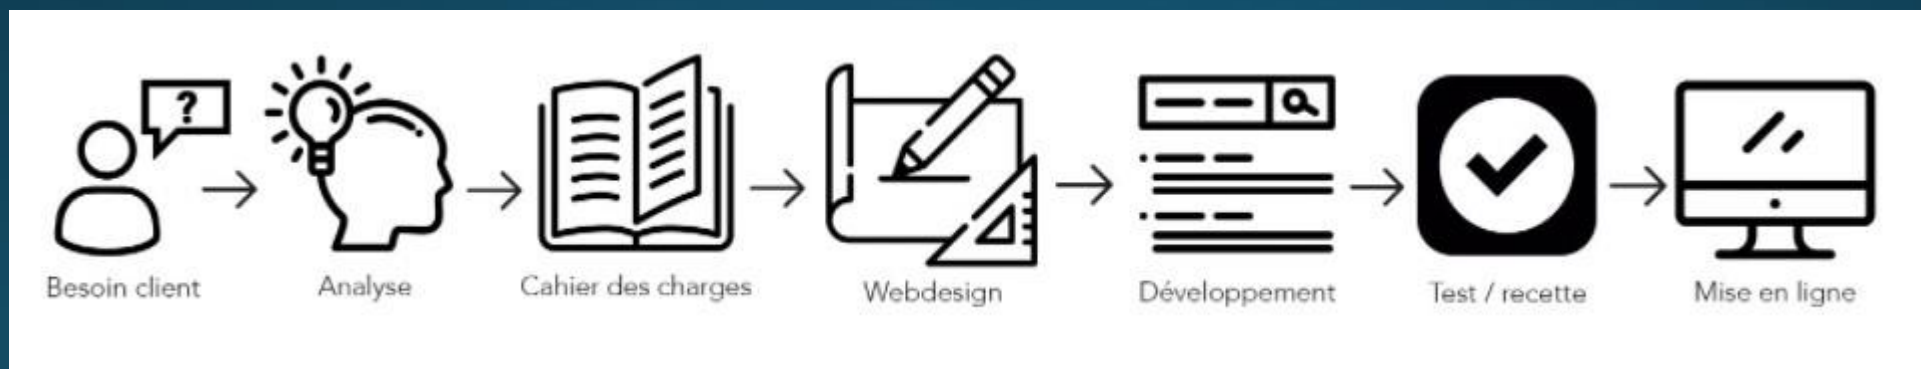 ?
Besoin client
Analyse
Cahier des charges
Webdesign
Développement
Test / recette
Mise en ligne